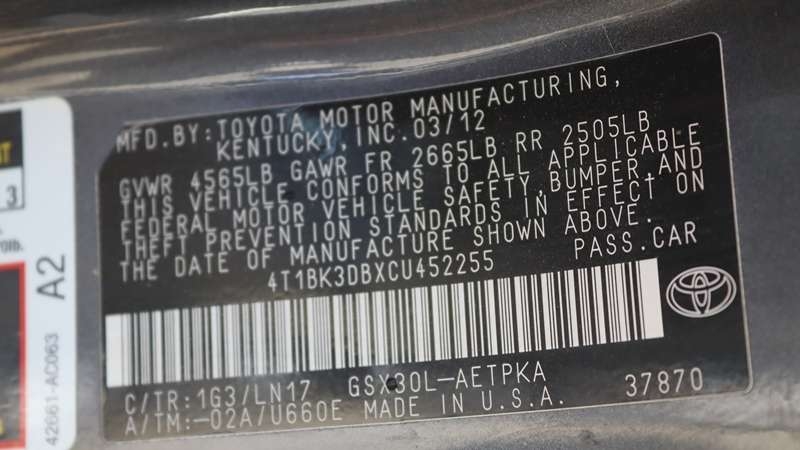 MFD.BY:TOYOTA MOTOR MANUFACTURING,
KENTUCKY,INC.03/12
GVWR 4565LB GAWR FR 2665LB RR 2505LB
THIS VEHICLE CONFORMS TO ALL APPLICABLE
FEDERAL MOTOR VEHICLE SAFETY,BUMPER,AND
THEFT PREVENTION STANDARDS IN EFFECT ON
THE DATE OF MANUFACTURE SHOWN ABOVE.
4T1BK3DBXCU452255 PASS.CAR
C/TR:1G3/LN17 GSX30L-AETPKA 37870
A/TM:-02A/U660E MADE IN U.S.A.
A2
42661-AC063
3